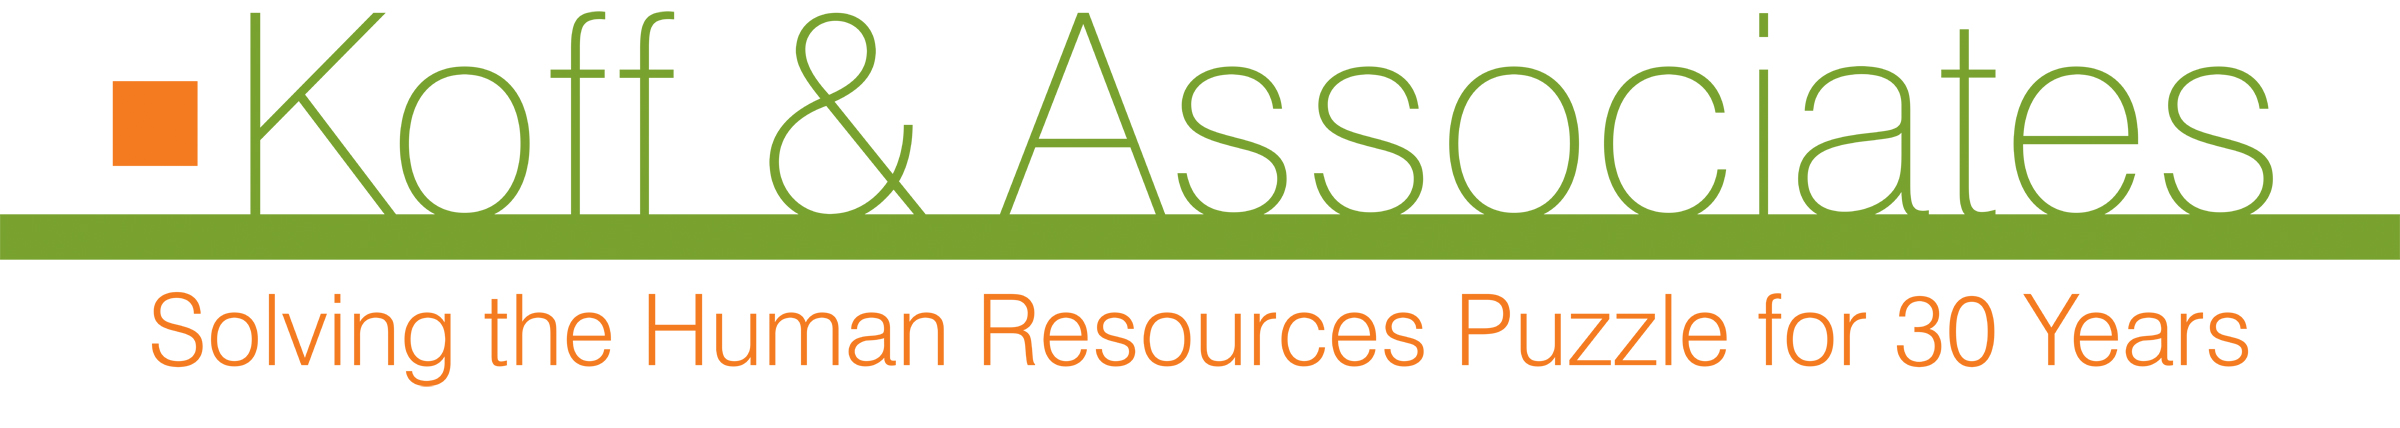 Koff & Associates
Solving the Human Resources Puzzle for 30 Years